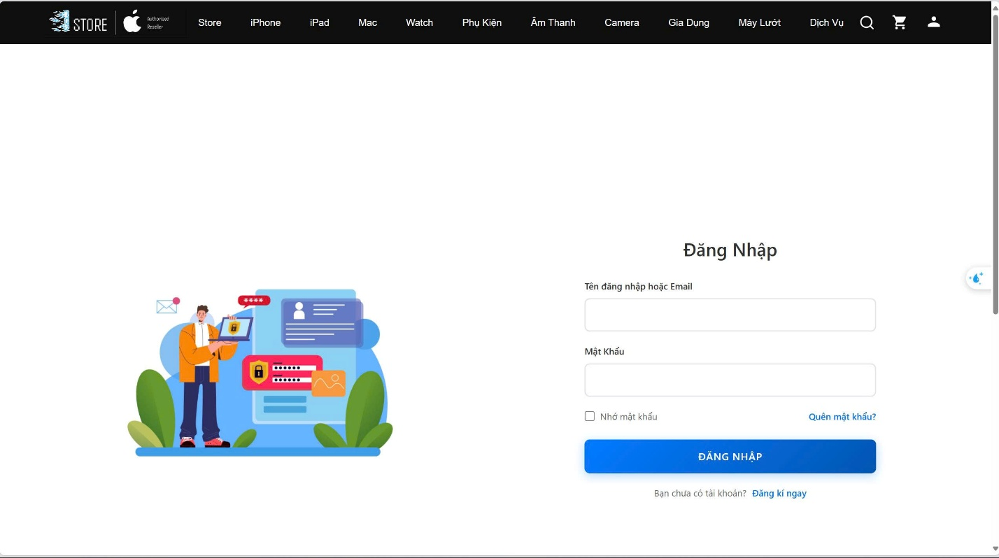 STORE
Authorised
Reseller
Store iPhone iPad Mac Watch Phụ Kiện Âm Thanh Camera Gia Dụng Máy Lướt Dịch Vụ
Đăng Nhập
Tên đăng nhập hoặc Email
****
Mật Khẩu
Nhớ mật khẩu Quên mật khẩu?
ĐĂNG NHẬP
Bạn chưa có tài khoản? Đăng kí ngay